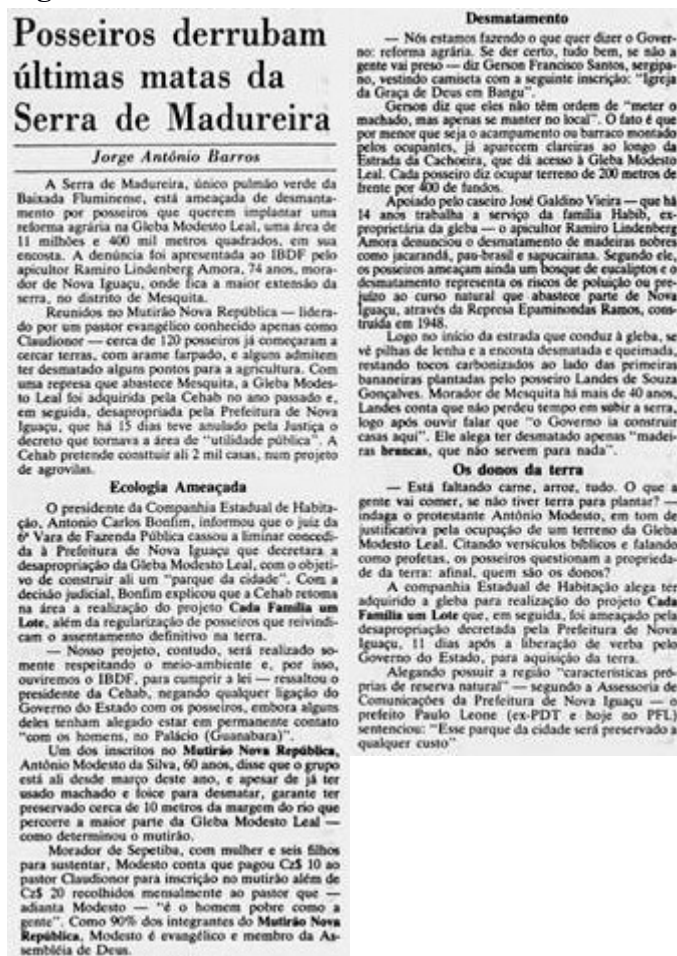 Posseiros derrubam
últimas matas da
Serra de Madureira
Jorge Antônio Barros
A Serra de Madureira, único pulmão verde da
Baixada Fluminense, está ameaçada de desmanta-
mento por posseiros que querem implantar uma
reforma agrária na Gleba Modesto Leal, uma área de
11 milhões e 400 mil metros quadrados, em sua
encosta. A denúncia foi apresentada ao IBDF pelo
apicultor Ramiro Lindenberg Amora, 74 anos, mora-
dor de Nova Iguaçu, onde fica a maior extensão da
serra, no distrito de Mesquita.
Reunidos no Mutirão Nova República — lidera-
do por um pastor evangélico conhecido apenas como
Claudionor — cerca de 120 posseiros já começaram a
cercar terras, com arame farpado, e alguns admitem
ter desmatado alguns pontos para a agricultura. Com
uma represa que abastece Mesquita, a Gleba Modes-
to Leal foi adquirida pela Cehab no ano passado e,
em seguida, desapropriada pela Prefeitura de Nova
Iguaçu, que há 15 dias teve anulado pela Justiça o
decreto que tornava a área de "utilidade pública". A
Cehab pretende consttuir ali 2 mil casas, num projeto
de agrovilas.
Ecologia Ameaçada
O presidente da Companhia Estadual de Habita-
ção, Antonio Carlos Bonfim, informou que o juiz da
6ª Vara de Fazenda Pública cassou a liminar concedi-
da à Prefeitura de Nova Iguaçu que decretara a
desapropriação da Gleba Modesto Leal, com o objeti-
vo de construir ali um "parque da cidade". Com a
decisão judicial, Bonfim explicou que a Cehab retoma
na área a realização do projeto Cada Família um
Lote, além da regularização de posseiros que reivindi-
cam o assentamento definitivo na terra.
— Nosso projeto, contudo, será realizado so-
mente respeitando o meio-ambiente e, por isso,
ouviremos o IBDF, para cumprir a lei — ressaltou o
presidente da Cehab, negando qualquer ligação do
Governo do Estado com os posseiros, embora alguns
deles tenham alegado estar em permanente contato
"com os homens, no Palácio (Guanabara)".
Um dos inscritos no Mutirão Nova República,
Antônio Modesto da Silva, 60 anos, disse que o grupo
está ali desde março deste ano, e apesar de já ter
usado machado e foice para desmatar, garante ter
preservado cerca de 10 metros da margem do rio que
percorre a maior parte da Gleba Modesto Leal —
como determinou o mutirão.
Morador de Sepetiba, com mulher e seis filhos
para sustentar, Modesto conta que pagou Cz$ 10 ao
pastor Claudionor para inscrição no mutirão além de
Cz$ 20 recolhidos mensalmente ao pastor que —
adianta Modesto — "é o homem pobre como a
gente". Como 90% dos integrantes do Mutirão Nova
República, Modesto é evangélico e membro da As-
sembléia de Deus.
Desmatamento
— Nós estamos fazendo o que quer dizer o Gover-
no: reforma agrária. Se der certo, tudo bem, se não a
gente vai preso — diz Gerson Francisco Santos, sergipa-
no, vestindo camiseta com a seguinte inscrição: "Igreja
da Graça de Deus em Bangu".
Gerson diz que eles não têm ordem de "meter o
machado, mas apenas se manter no local". O fato é que
por menor que seja o acampamento ou barraco montado
pelos ocupantes, já aparecem clareiras ao longo da
Estrada da Cachoeira, que dá acesso à Gleba Modesto
Leal. Cada posseiro diz ocupar terreno de 200 metros de
frente por 400 de fundos.
Apoiado pelo caseiro José Galdino Vieira — que há
14 anos trabalha a serviço da família Habib, ex-
proprietária da gleba — o apicultor Ramiro Lindenberg
Amora denunciou o desmatamento de madeiras nobres
como jacarandá, pau-brasil e sapucairana. Segundo ele,
os posseiros ameaçam ainda um bosque de eucaliptos e o
desmatamento representa os riscos de poluição ou pre-
juízo ao curso natural que abastece parte de Nova
Iguaçu, através da Represa Epaminondas Ramos, cons-
truída em 1948.
Logo no início da estrada que conduz à gleba, se
vê pilhas de lenha e a encosta desmatada e queimada,
restando tocos carbonizados ao lado das primeiras
bananeiras plantadas pelo posseiro Landes de Souza
Gonçalves. Morador de Mesquita há mais de 40 anos,
Landes conta que não perdeu tempo em subir a serra,
logo após ouvir falar que "o Governo ia construir
casas aqui". Ele alega ter desmatado apenas "madei-
ras brancas, que não servem para nada".
Os donos da terra
— Está faltando carne, arroz, tudo. O que a
gente vai comer, se não tiver terra para plantar? —
indaga o protestante Antônio Modesto, em tom de
justificativa pela ocupação de um terreno da Gleba
Modesto Leal. Citando versículos bíblicos e falando
como profetas, os posseiros questionam a proprieda-
de da terra: afinal, quem são os donos?
A companhia Estadual de Habitação alega ter
adquirido a gleba para realização do projeto Cada
Família um Lote que, em seguida, foi ameaçado pela
desapropriação decretada pela Prefeitura de Nova
Iguaçu, 11 dias após a liberação de verba pelo
Governo do Estado, para aquisição da terra.
Alegando possuir a região "características pró-
prias de reserva natural" — segundo a Assessoria de
Comunicações da Prefeitura de Nova Iguaçu — o
prefeito Paulo Leone (ex-PDT e hoje no PFL)
sentenciou: "Esse parque da cidade será preservado a
qualquer custo"